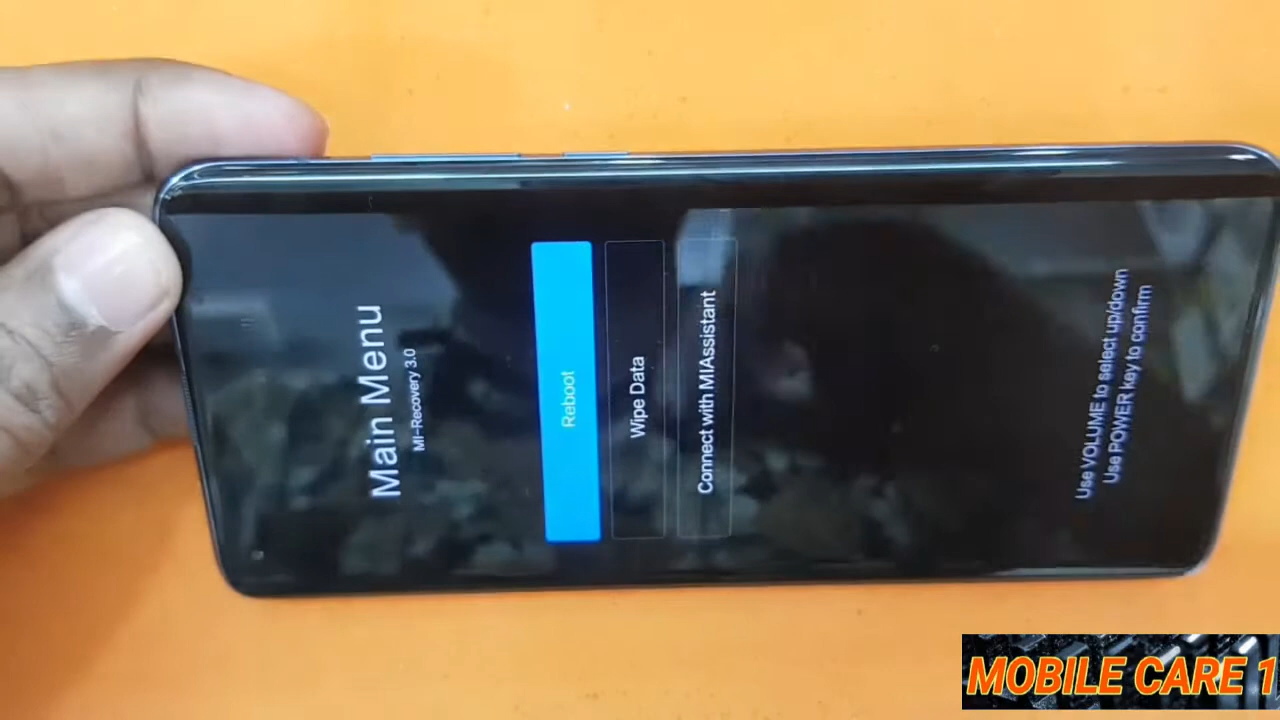 Main Menu
MI-Recovery 3.0
Reboot
Wipe Data
Connect with MIAssistant
Use VOLUME to select up/down
Use POWER key to confirm
MOBILE CARE 1